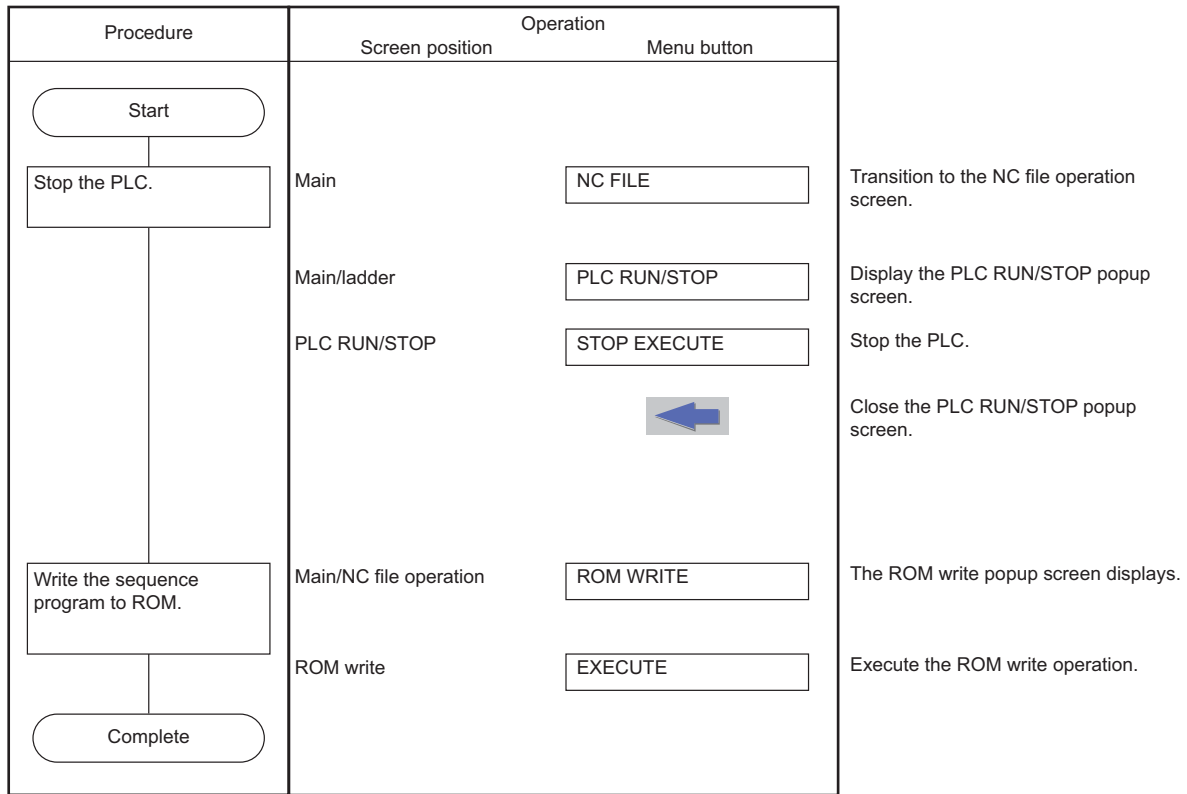 Procedure
Operation
Screen position
Menu button
Start
Stop the PLC.
Main
NC FILE
Transition to the NC file operation
screen.
Main/ladder
PLC RUN/STOP
Display the PLC RUN/STOP popup
screen.
PLC RUN/STOP
STOP EXECUTE
Stop the PLC.
Close the PLC RUN/STOP popup
screen.
Write the sequence
program to ROM.
Main/NC file operation
ROM WRITE
The ROM write popup screen displays.
ROM write
EXECUTE
Execute the ROM write operation.
Complete